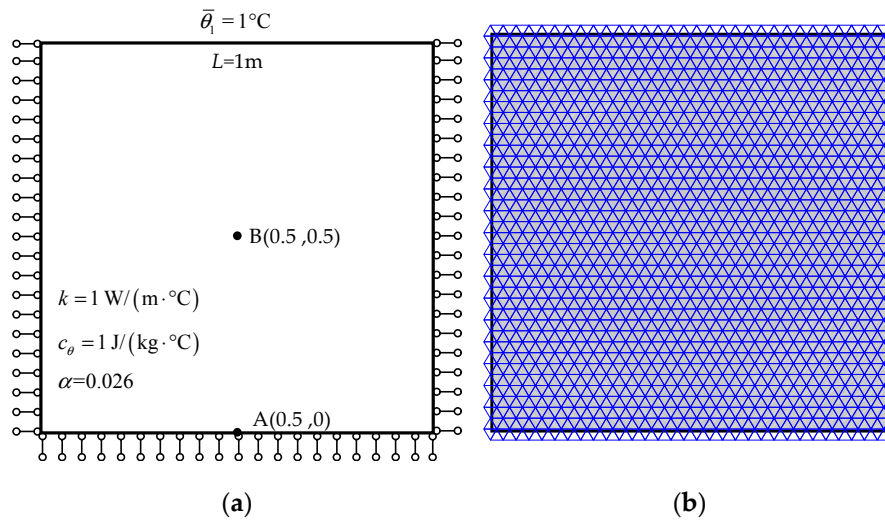 θ̄₁ = 1°C
L=1m
B(0.5 ,0.5)
k = 1 W/(m·°C)
c_θ = 1 J/(kg·°C)
α=0.026
A(0.5 ,0)
(a) (b)